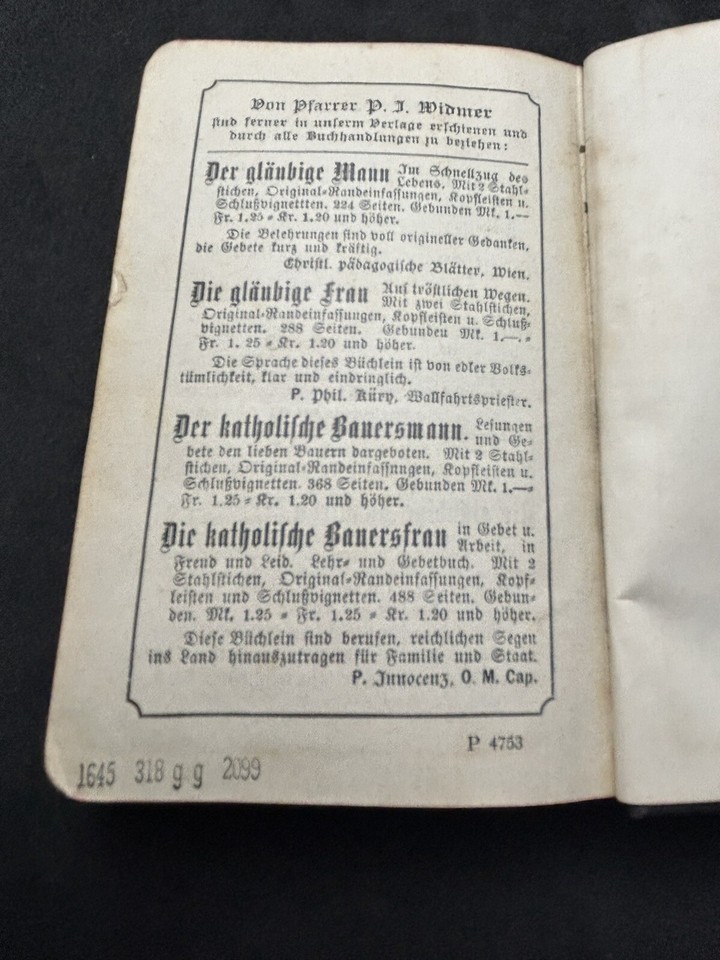 Von Pfarrer P. J. Widmer
sind ferner in unserm Verlage erschienen und
durch alle Buchhandlungen zu beziehen:
Der gläubige Mann Im Schnellzug des
Lebens. Mit 2 Stahl-
stichen, Original-Randeinfassungen, Kopfleisten u.
Schlußvignettten. 224 Seiten. Gebunden Mk. 1.—
Fr. 1.25 = Kr. 1.20 und höher.
Die Belehrungen sind voll origineller Gedanken,
die Gebete kurz und kräftig.
Christl. pädagogische Blätter, Wien.
Die gläubige Frau Auf tröstlichen Wegen.
Mit zwei Stahlstichen,
Original-Randeinfassungen, Kopfleisten u. Schluß-
vignetten. 288 Seiten. Gebunden Mk. 1.—. =
Fr. 1. 25 = Kr. 1.20 und höher.
Die Sprache dieses Büchlein ist von edler Volks-
tümlichkeit, klar und eindringlich.
P. Phil. Küry, Wallfahrtspriester.
Der katholische Bauersmann. Lesungen
und Ge-
bete den lieben Bauern dargeboten. Mit 2 Stahl-
stichen, Original-Randeinfassungen, Kopfleisten u.
Schlußvignetten. 368 Seiten. Gebunden Mk. 1.—=
Fr. 1.25 = Kr. 1.20 und höher.
Die katholische Bauersfrau in Gebet u.
Arbeit, in
Freud und Leid. Lehr- und Gebetbuch. Mit 2
Stahlstichen, Original-Randeinfassungen, Kopf-
leisten und Schlußvignetten. 488 Seiten. Gebun-
den. Mk. 1.25 = Fr. 1.25 = Kr. 1.20 und höher.
Diese Büchlein sind berufen, reichlichen Segen
ins Land hinauszutragen für Familie und Staat.
P. Innocenz, O. M. Cap.
P 4753
1645 318 g g 2099